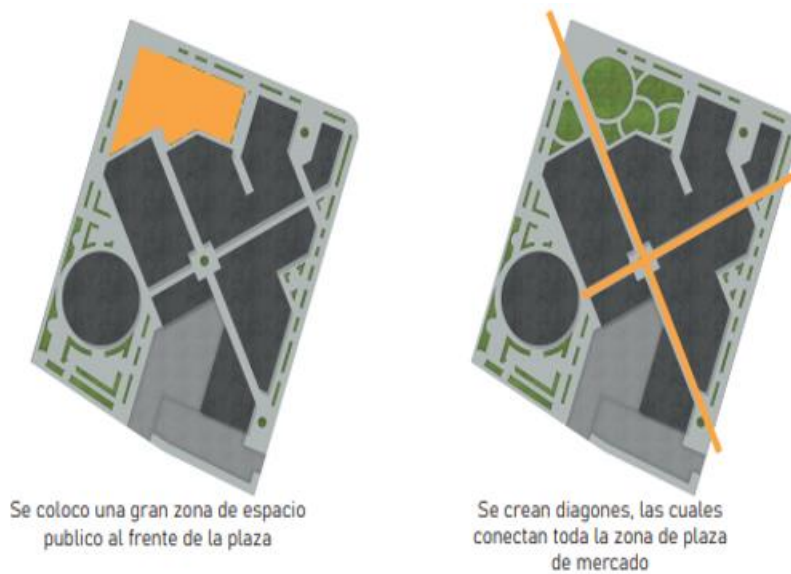 Se coloco una gran zona de espacio
publico al frente de la plaza
Se crean diagones, las cuales
conectan toda la zona de plaza
de mercado